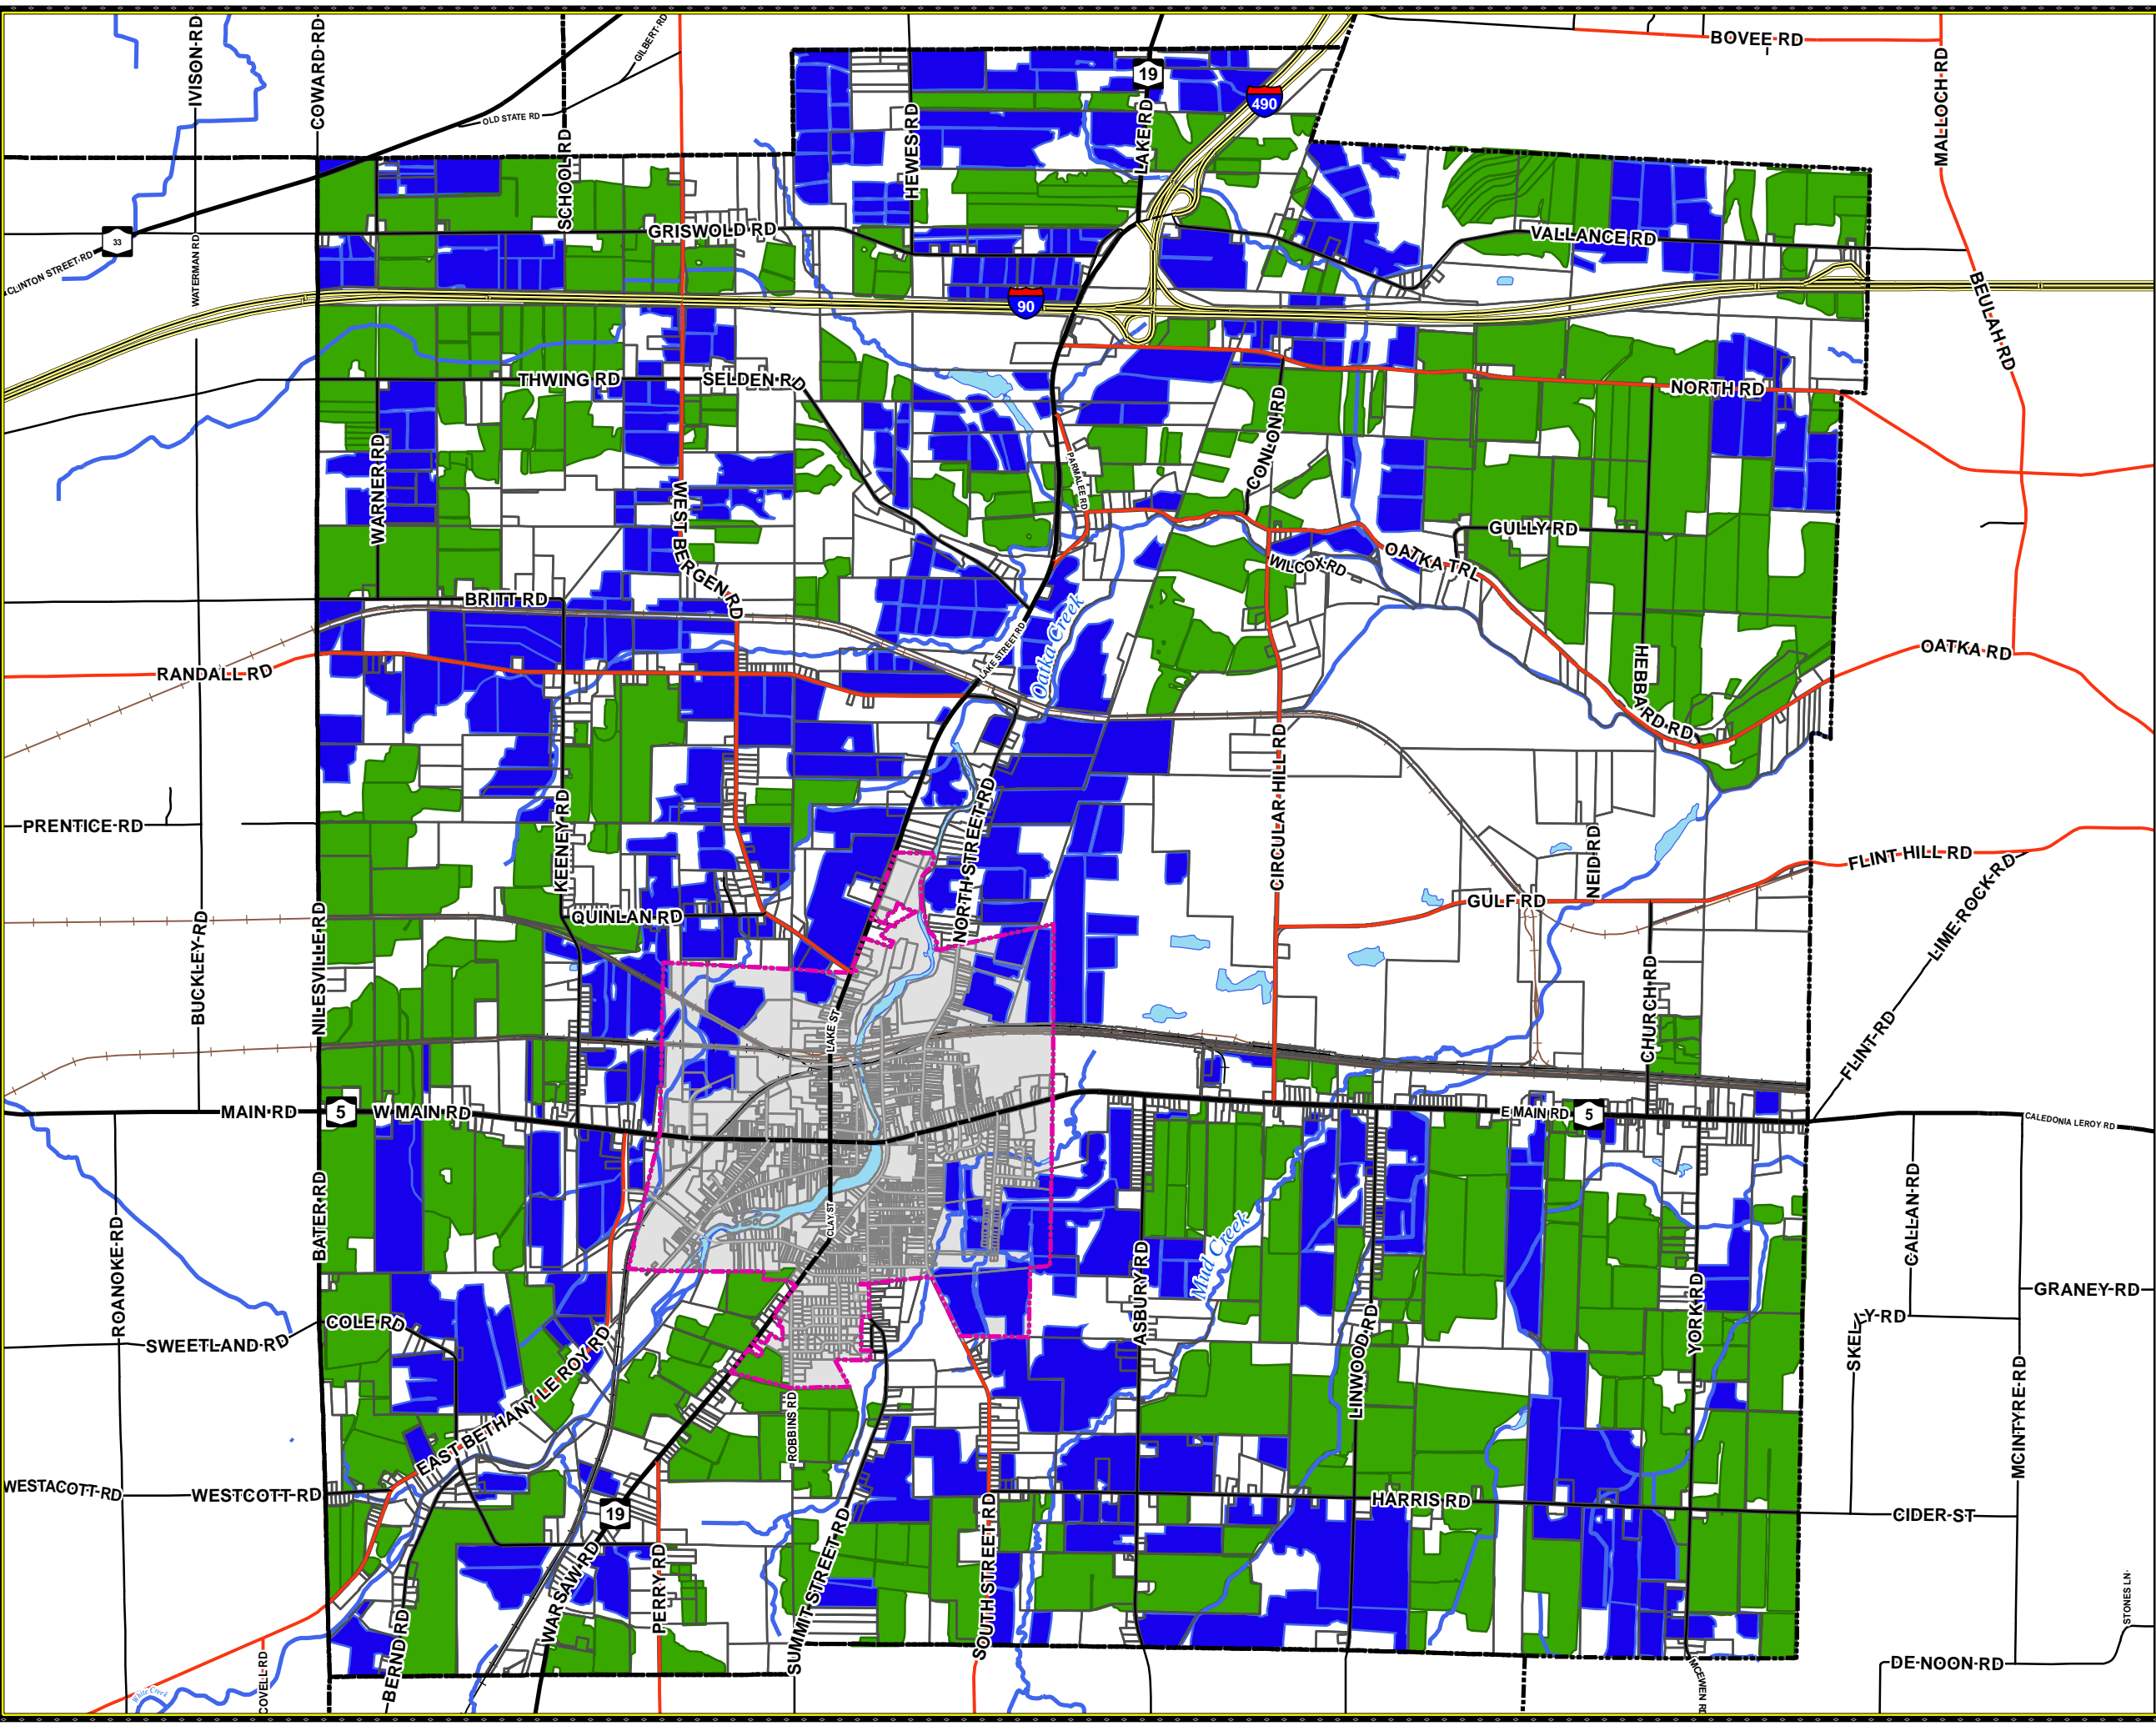 BOVEE RD
IVISON RD
COWARD RD
GILBERT RD
OLD STATE RD
SCHOOL RD
19
490
HEWES RD
LAKE RD
MALLOCH RD
33
CLINTON STREET RD
WATERMAN RD
GRISWOLD RD
VALLANCE RD
90
BEULAH RD
THWING RD
SELDEN RD
NORTH RD
WARNER RD
WEST BERGEN RD
PARMALEE RD
CONLON RD
GULLY RD
OATKA TRL
WILCOX RD
BRITT RD
LAKE STREET RD
Oatka Creek
RANDALL RD
HEBBARD RD
OATKA RD
PRENTICE RD
KEENEY RD
NORTH STREET RD
CIRCULAR HILL RD
NEID RD
FLINT HILL RD
LIME ROCK RD
GULF RD
QUINLAN RD
BUCKLEY RD
NILESVILLE RD
CHURCH RD
LAKE ST
FLINT RD
MAIN RD
5
W MAIN RD
E MAIN RD
5
CALEDONIA LEROY RD
BATER RD
ROANOKE RD
CLAY ST
Mud Creek
ASBURY RD
CALLAN RD
GRANEY RD
COLE RD
SWEETLAND RD
LINWOOD RD
YORK RD
SKELLY RD
EAST BETHANY LE ROY RD
ROBBINS RD
MCINTYRE RD
WESTACOTT RD
WESTCOTT RD
HARRIS RD
CIDER ST
19
WARSAW RD
PERRY RD
SUMMIT STREET RD
SOUTH STREET RD
STONES LN
BERND RD
COVELL RD
White Creek
MCEWEN RD
DE NOON RD